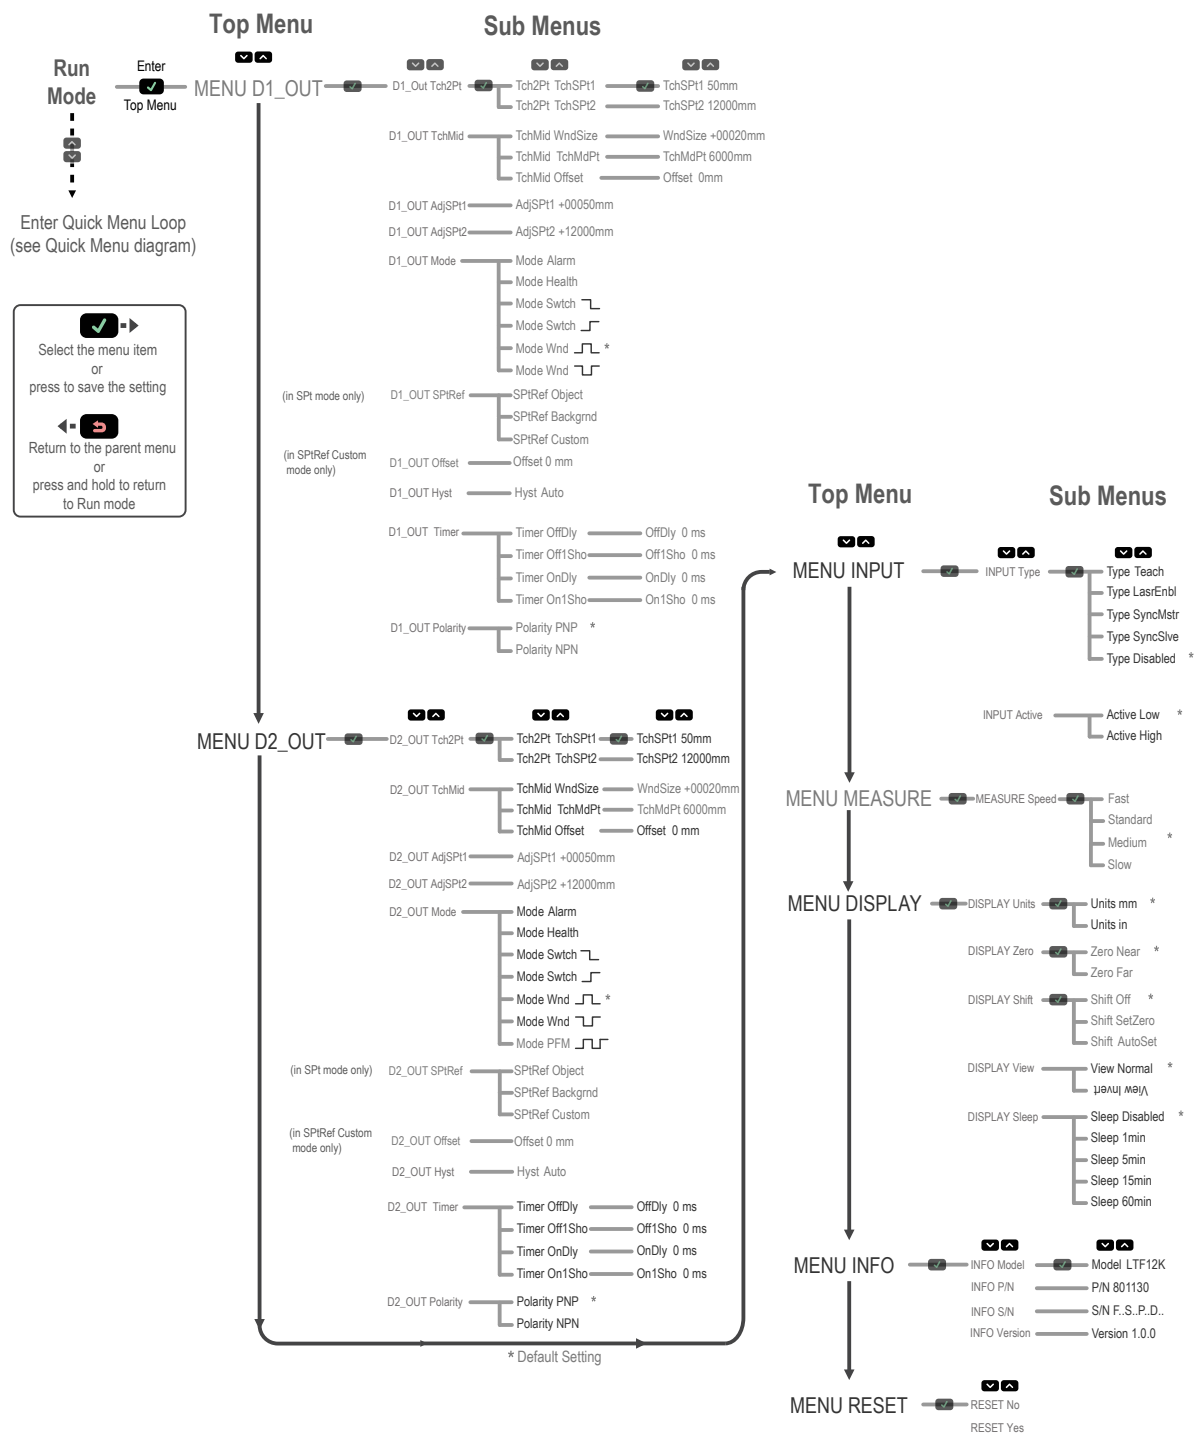 Top Menu
Sub Menus
Run
Mode
Enter
Top Menu
MENU D1_OUT
D1_Out Tch2Pt
Tch2Pt TchSPt1
TchSPt1 50mm
Tch2Pt TchSPt2
TchSPt2 12000mm
D1_OUT TchMid
TchMid WndSize
WndSize +00020mm
TchMid TchMdPt
TchMdPt 6000mm
TchMid Offset
Offset 0mm
D1_OUT AdjSPt1
AdjSPt1 +00050mm
D1_OUT AdjSPt2
AdjSPt2 +12000mm
Enter Quick Menu Loop
(see Quick Menu diagram)
D1_OUT Mode
Mode Alarm
Mode Health
Mode Swtch
Mode Swtch
Mode Wnd *
Mode Wnd
Select the menu item
or
press to save the setting
Return to the parent menu
or
press and hold to return
to Run mode
(in SPt mode only)
D1_OUT SPtRef
SPtRef Object
SPtRef Backgrnd
SPtRef Custom
(in SPtRef Custom
mode only)
D1_OUT Offset
Offset 0 mm
D1_OUT Hyst
Hyst Auto
D1_OUT Timer
Timer OffDly
OffDly 0 ms
Timer Off1Sho
Off1Sho 0 ms
Timer OnDly
OnDly 0 ms
Timer On1Sho
On1Sho 0 ms
D1_OUT Polarity
Polarity PNP *
Polarity NPN
MENU D2_OUT
D2_OUT Tch2Pt
Tch2Pt TchSPt1
TchSPt1 50mm
Tch2Pt TchSPt2
TchSPt2 12000mm
D2_OUT TchMid
TchMid WndSize
WndSize +00020mm
TchMid TchMdPt
TchMdPt 6000mm
TchMid Offset
Offset 0 mm
D2_OUT AdjSPt1
AdjSPt1 +00050mm
D2_OUT AdjSPt2
AdjSPt2 +12000mm
D2_OUT Mode
Mode Alarm
Mode Health
Mode Swtch
Mode Swtch
Mode Wnd *
Mode Wnd
Mode PFM
(in SPt mode only)
D2_OUT SPtRef
SPtRef Object
SPtRef Backgrnd
SPtRef Custom
(in SPtRef Custom
mode only)
D2_OUT Offset
Offset 0 mm
D2_OUT Hyst
Hyst Auto
D2_OUT Timer
Timer OffDly
OffDly 0 ms
Timer Off1Sho
Off1Sho 0 ms
Timer OnDly
OnDly 0 ms
Timer On1Sho
On1Sho 0 ms
D2_OUT Polarity
Polarity PNP *
Polarity NPN
* Default Setting
Top Menu
Sub Menus
MENU INPUT
INPUT Type
Type Teach
Type LasrEnbl
Type SyncMstr
Type SyncSlve
Type Disabled *
INPUT Active
Active Low *
Active High
MENU MEASURE
MEASURE Speed
Fast
Standard
Medium *
Slow
MENU DISPLAY
DISPLAY Units
Units mm *
Units in
DISPLAY Zero
Zero Near *
Zero Far
DISPLAY Shift
Shift Off *
Shift SetZero
Shift AutoSet
DISPLAY View
View Normal *
View Invert
DISPLAY Sleep
Sleep Disabled *
Sleep 1min
Sleep 5min
Sleep 15min
Sleep 60min
MENU INFO
INFO Model
Model LTF12K
INFO P/N
P/N 801130
INFO S/N
S/N F..S..P..D..
INFO Version
Version 1.0.0
MENU RESET
RESET No
RESET Yes